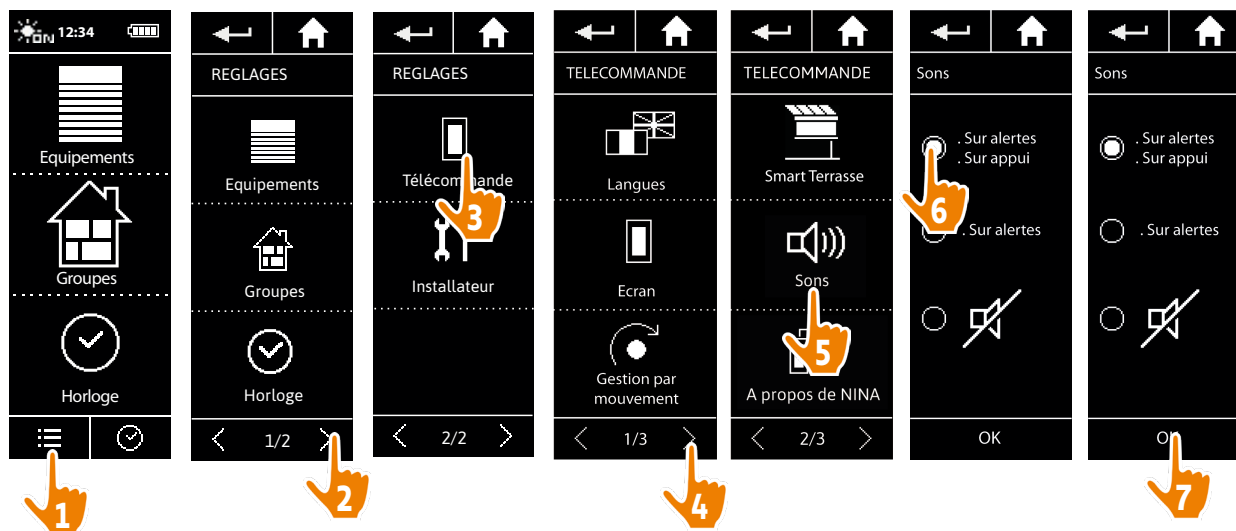 12:34
Equipements
Groupes
Horloge
1
REGLAGES
Equipements
Groupes
Horloge
1/2
2
REGLAGES
Télécommande
3
Installateur
2/2
TELECOMMANDE
Langues
Ecran
Gestion par
mouvement
1/3
4
TELECOMMANDE
Smart Terrasse
Sons
5
A propos de NINA
2/3
Sons
. Sur alertes
. Sur appui
6
. Sur alertes
OK
Sons
. Sur alertes
. Sur appui
. Sur alertes
OK
7